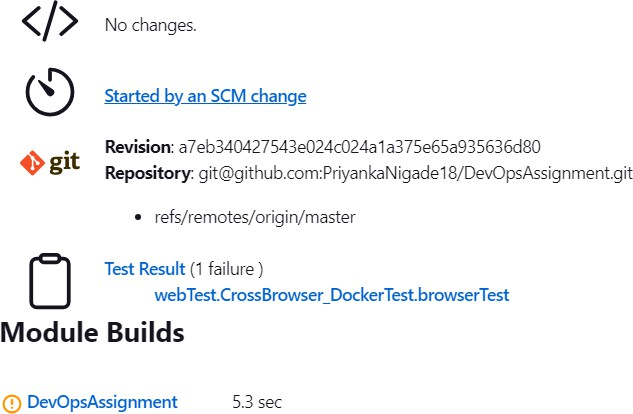 No changes.
Started by an SCM change
git
Revision: a7eb340427543e024c024a1a375e65a935636d80
Repository: git@github.com:PriyankaNigade18/DevOpsAssignment.git
• refs/remotes/origin/master
Test Result (1 failure )
webTest.CrossBrowser_DockerTest.browserTest
Module Builds
DevOpsAssignment 5.3 sec